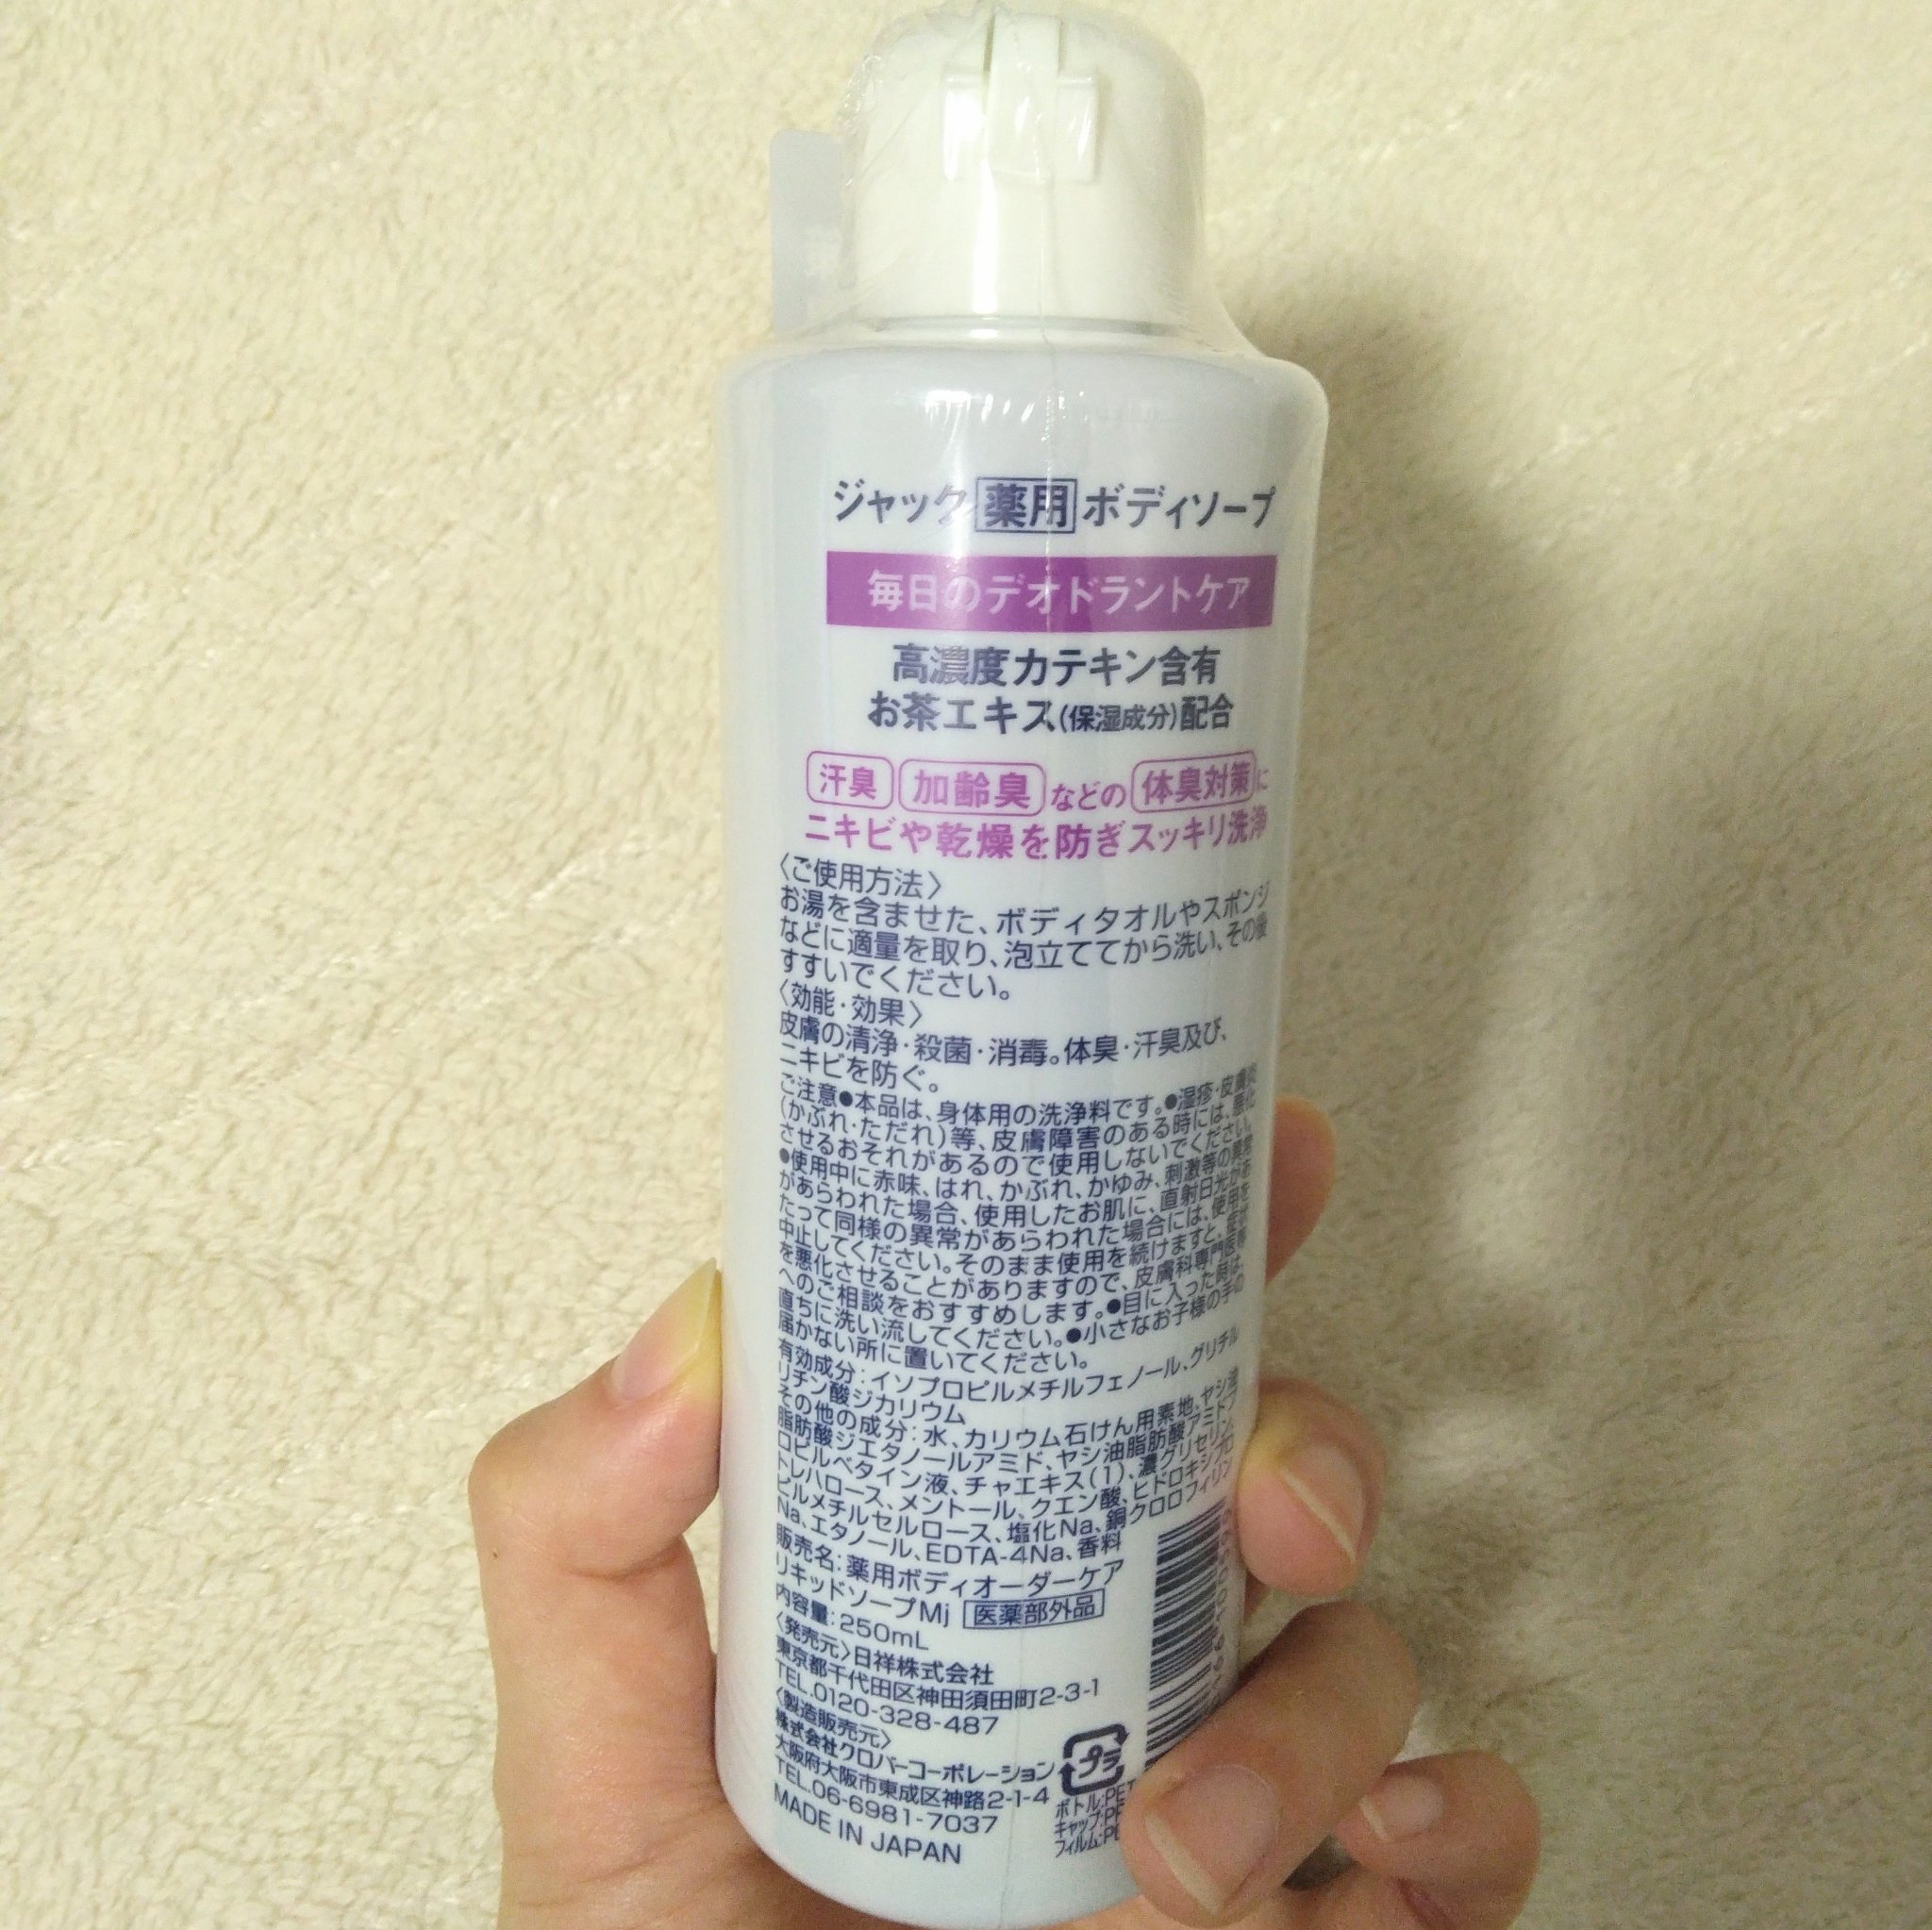 ジャック薬用ボディソープ
毎日のデオドラントケア
高濃度カテキン含有
お茶エキス(保湿成分)配合
汗臭 加齢臭 などの 体臭対策 に
ニキビや乾燥を防ぎスッキリ洗浄
〈ご使用方法〉
お湯を含ませた、ボディタオルやスポンジ
などに適量を取り、泡立ててから洗い、その後
すすいでください。
〈効能・効果〉
皮膚の清浄・殺菌・消毒。体臭・汗臭及び、
ニキビを防ぐ。
ご注意●本品は、身体用の洗浄料です。●湿疹・皮膚炎
(かぶれ・ただれ)等、皮膚障害のある時には、悪化
させるおそれがあるので使用しないでください。
●使用中に赤味、はれ、かぶれ、かゆみ、刺激等の異常
があらわれた場合、使用したお肌に、直射日光があ
たって同様の異常があらわれた場合には、使用を
中止してください。そのまま使用を続けますと、症状
を悪化させることがありますので、皮膚科専門医等
へのご相談をおすすめします。●目に入った時は、
直ちに洗い流してください。●小さなお子様の手の
届かない所に置いてください。
有効成分:イソプロピルメチルフェノール、グリチル
リチン酸ジカリウム
その他の成分:水、カリウム石けん用素地、ヤシ油
脂肪酸ジエタノールアミド、ヤシ油脂肪酸アミドプ
ロピルベタイン液、チャエキス(1)、濃グリセリン、
トレハロース、メントール、クエン酸、ヒドロキシプロ
ピルメチルセルロース、塩化Na、銅クロロフィリン
Na、エタノール、EDTA-4Na、香料
販売名:薬用ボディオーダーケア
リキッドソープMj 医薬部外品
内容量:250mL
〈発売元〉日祥株式会社
東京都千代田区神田須田町2-3-1
TEL.0120-328-487
〈製造販売元〉
株式会社クロバーコーポレーション
大阪府大阪市東成区神路2-1-4
TEL.06-6981-7037
MADE IN JAPAN
プラ
ボトル:PET
キャップ:
フィルム: